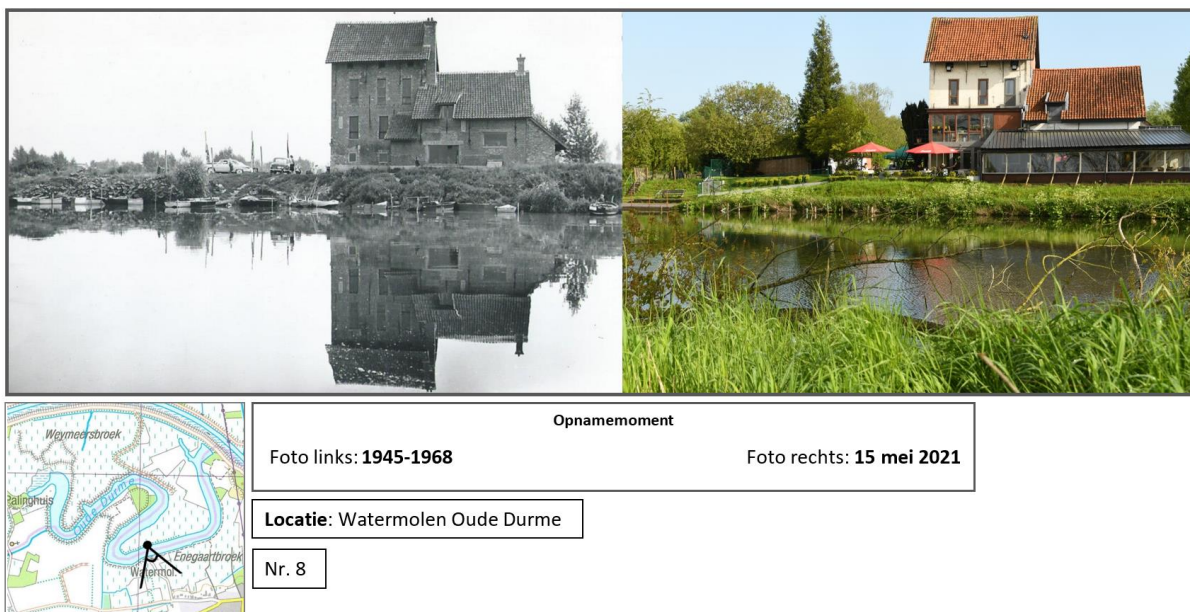 Opnamemoment
Foto links: 1945-1968 Foto rechts: 15 mei 2021
Weymeersbroek
Palinghuis
Oude Durme
Enegaartbroek
Watermol.
Locatie: Watermolen Oude Durme
Nr. 8